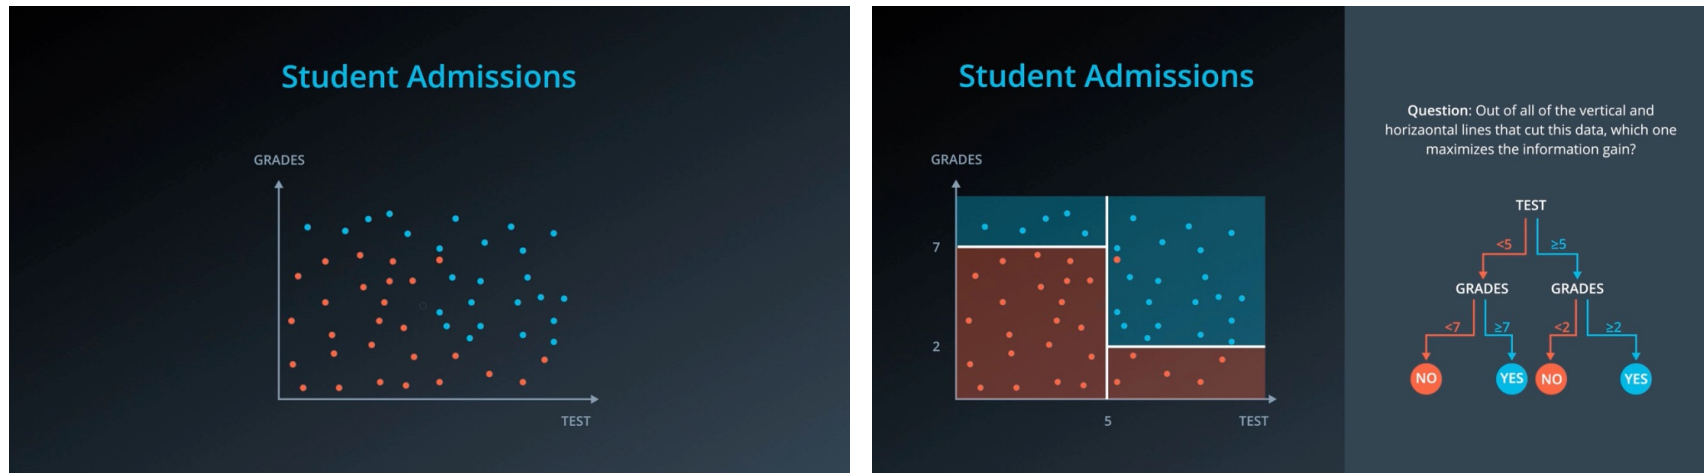 Student Admissions
GRADES
TEST
Student Admissions
GRADES
7
2
5
TEST
Question: Out of all of the vertical and
horizaontal lines that cut this data, which one
maximizes the information gain?
TEST
<5 ≥5
GRADES GRADES
<7 ≥7 <2 ≥2
NO YES NO YES